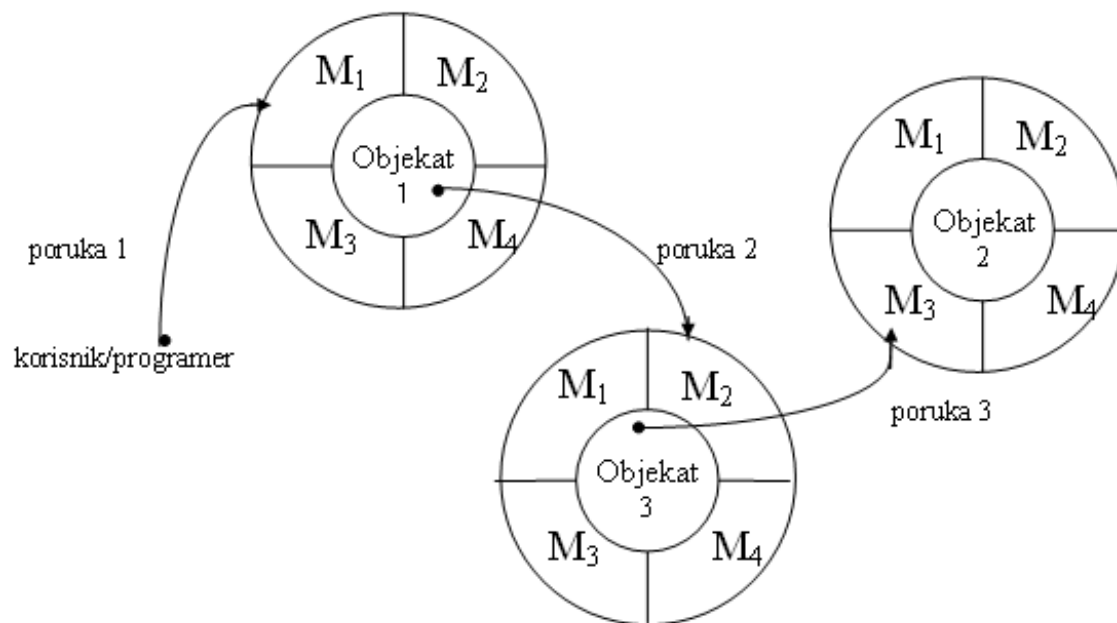 M₁ M₂
Objekat
1
M₃ M₄
poruka 1
korisnik/programer
poruka 2
M₁ M₂
Objekat
2
M₃ M₄
poruka 3
M₁ M₂
Objekat
3
M₃ M₄